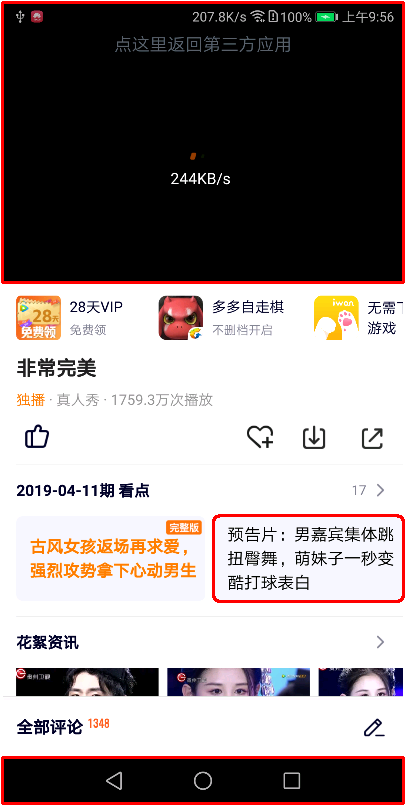 207.8K/s 100% 上午9:56
点这里返回第三方应用
244KB/s
28天
免费领
28天VIP
免费领
多多自走棋
不删档开启
iwan
无需下
游戏
非常完美
独播 · 真人秀 · 1759.3万次播放
2019-04-11期 看点
17
完整版
古风女孩返场再求爱，
强烈攻势拿下心动男生
预告片：男嘉宾集体跳
扭臀舞，萌妹子一秒变
酷打球表白
花絮资讯
贵州卫视
全部评论 1348